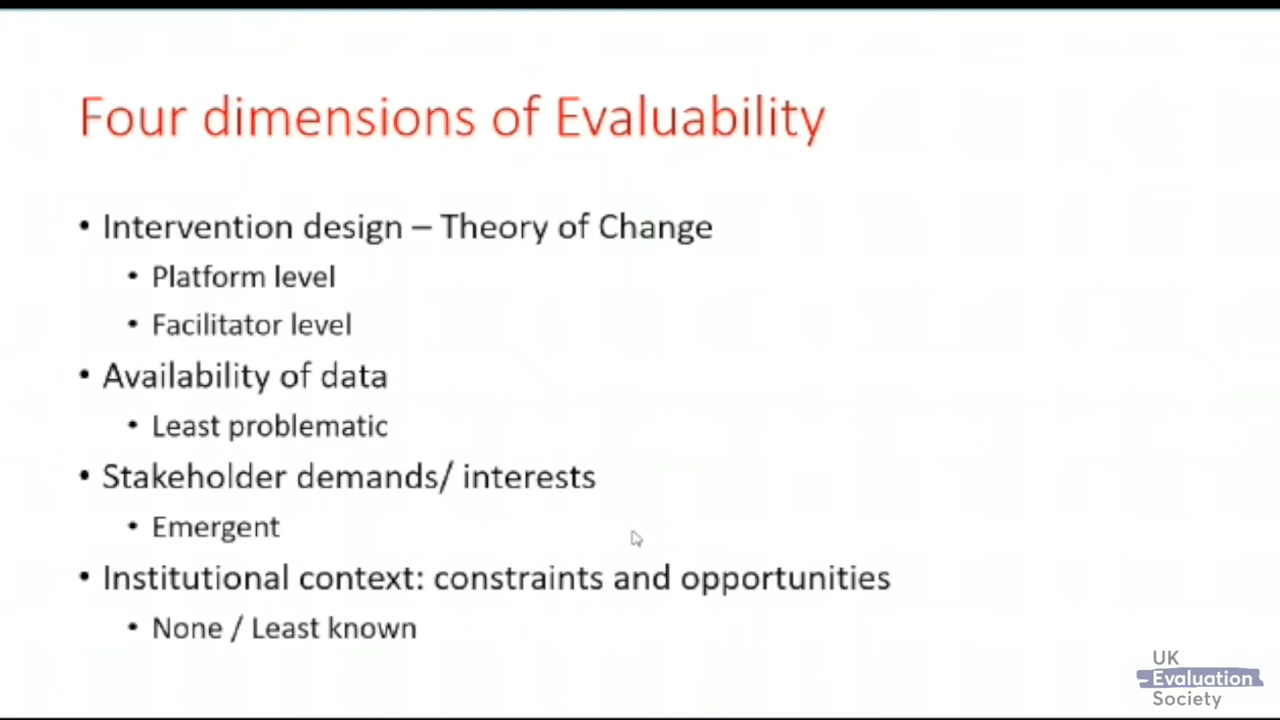 Four dimensions of Evaluability
• Intervention design – Theory of Change
• Platform level
• Facilitator level
• Availability of data
• Least problematic
• Stakeholder demands/ interests
• Emergent
• Institutional context: constraints and opportunities
• None / Least known
UK
Evaluation
Society